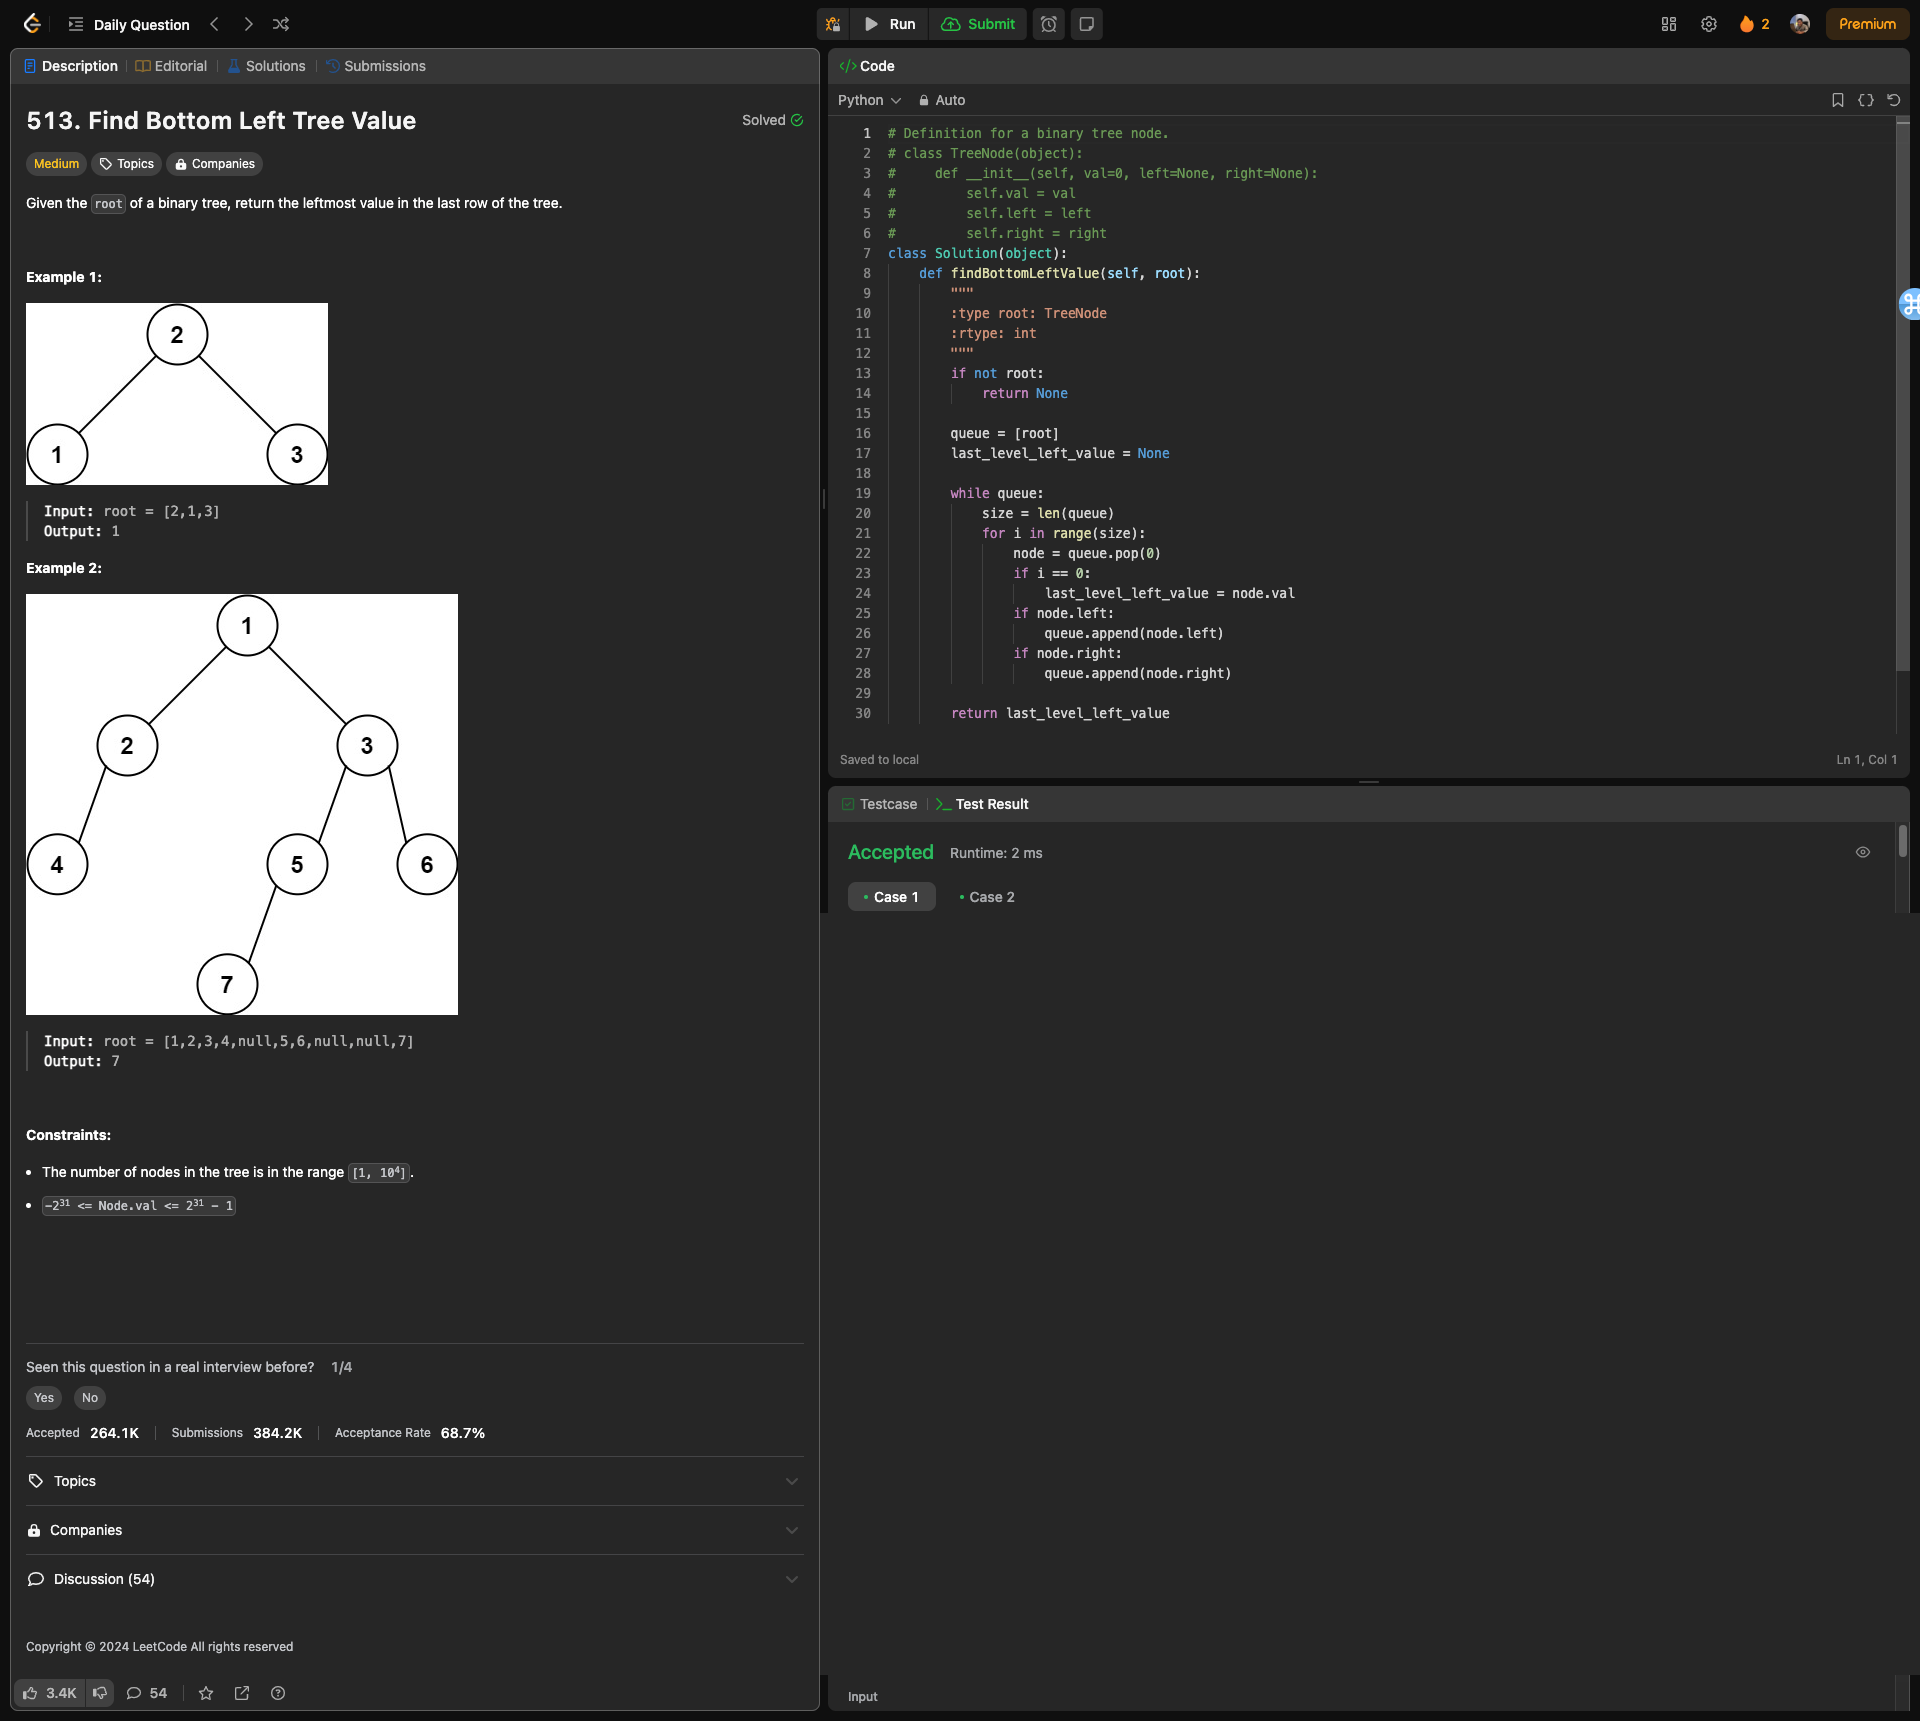 Daily Question
Run
Submit
2
Premium
Description
Editorial
Solutions
Submissions
513. Find Bottom Left Tree Value
Solved
Medium
Topics
Companies
Given the root of a binary tree, return the leftmost value in the last row of the tree.
Example 1:
2
1
3
Input: root = [2,1,3]
Output: 1
Example 2:
1
2
3
4
5
6
7
Input: root = [1,2,3,4,null,5,6,null,null,7]
Output: 7
Constraints:
• The number of nodes in the tree is in the range [1, 10⁴].
• -2³¹ <= Node.val <= 2³¹ - 1
Seen this question in a real interview before? 1/4
Yes
No
Accepted 264.1K
Submissions 384.2K
Acceptance Rate 68.7%
Topics
Companies
Discussion (54)
Copyright © 2024 LeetCode All rights reserved
3.4K
54
</> Code
Python
Auto
1 # Definition for a binary tree node.
2 # class TreeNode(object):
3 #     def __init__(self, val=0, left=None, right=None):
4 #         self.val = val
5 #         self.left = left
6 #         self.right = right
7 class Solution(object):
8     def findBottomLeftValue(self, root):
9         """
10         :type root: TreeNode
11         :rtype: int
12         """
13         if not root:
14             return None
15
16         queue = [root]
17         last_level_left_value = None
18
19         while queue:
20             size = len(queue)
21             for i in range(size):
22                 node = queue.pop(0)
23                 if i == 0:
24                     last_level_left_value = node.val
25                 if node.left:
26                     queue.append(node.left)
27                 if node.right:
28                     queue.append(node.right)
29
30         return last_level_left_value
Saved to local
Ln 1, Col 1
Testcase
Test Result
Accepted
Runtime: 2 ms
• Case 1
• Case 2
Input